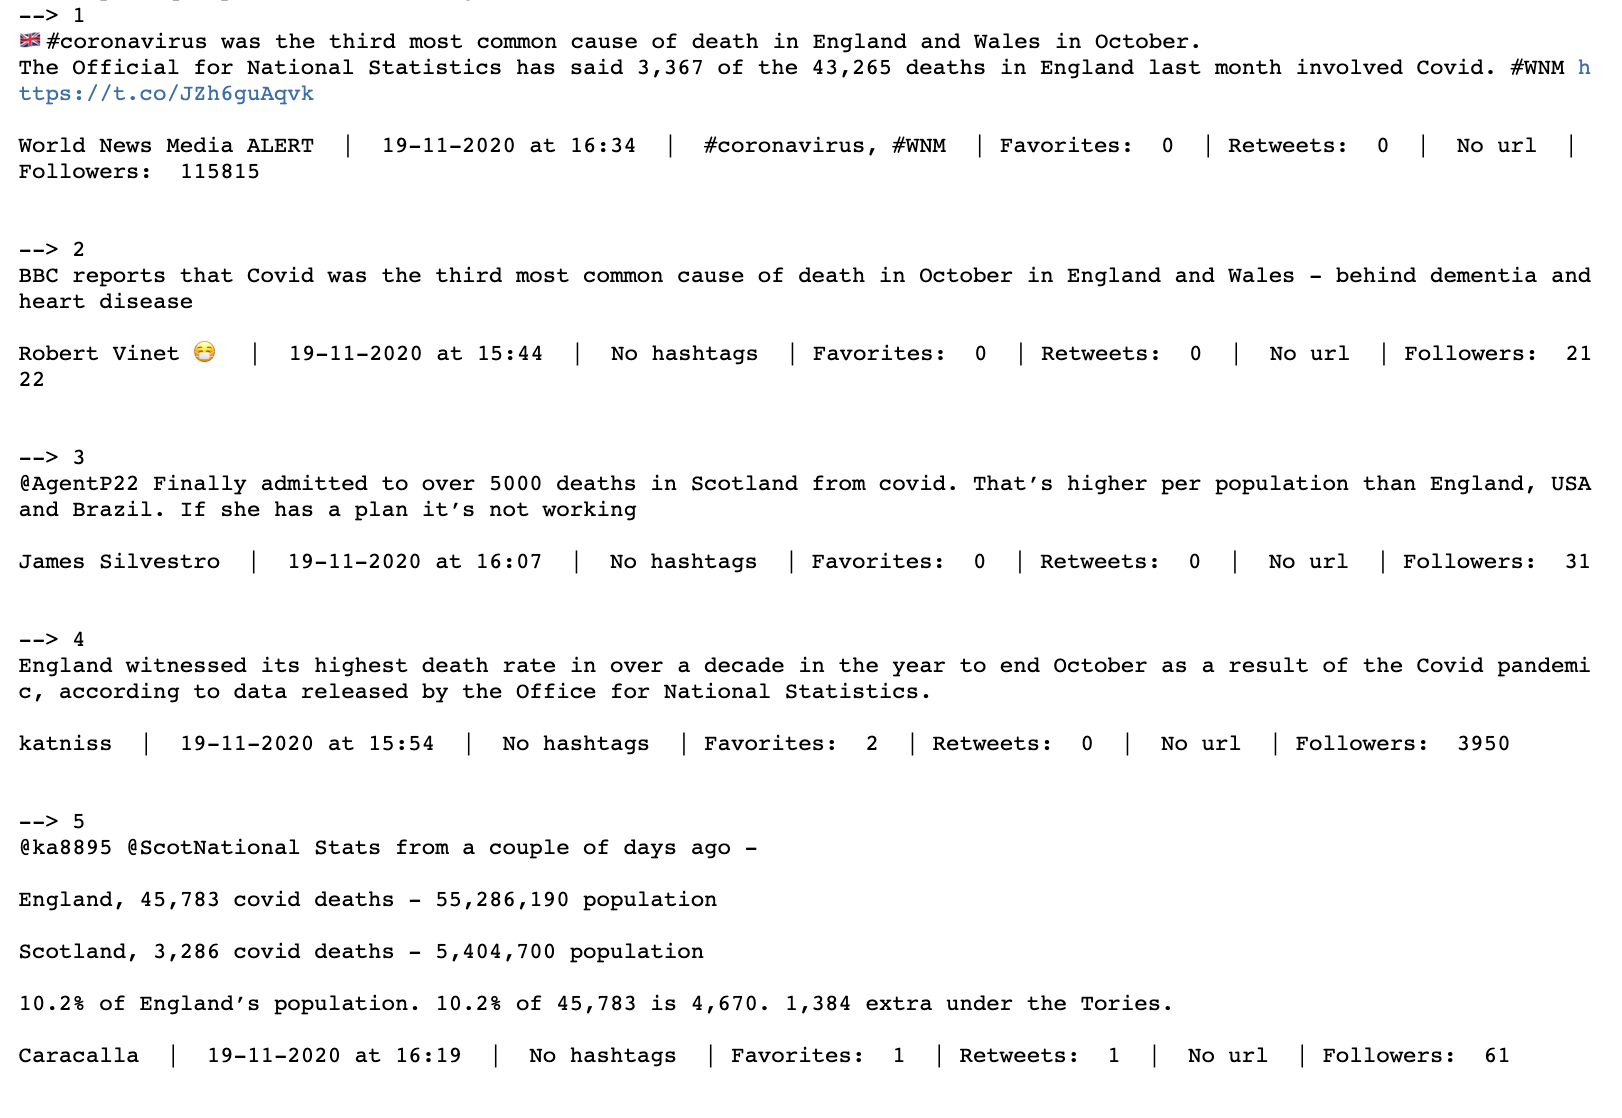 --> 1
🇬🇧#coronavirus was the third most common cause of death in England and Wales in October.
The Official for National Statistics has said 3,367 of the 43,265 deaths in England last month involved Covid. #WNM h
ttps://t.co/JZh6guAqvk
World News Media ALERT | 19-11-2020 at 16:34 | #coronavirus, #WNM | Favorites: 0 | Retweets: 0 | No url |
Followers: 115815
--> 2
BBC reports that Covid was the third most common cause of death in October in England and Wales - behind dementia and
heart disease
Robert Vinet 😷 | 19-11-2020 at 15:44 | No hashtags | Favorites: 0 | Retweets: 0 | No url | Followers: 21
22
--> 3
@AgentP22 Finally admitted to over 5000 deaths in Scotland from covid. That’s higher per population than England, USA
and Brazil. If she has a plan it’s not working
James Silvestro | 19-11-2020 at 16:07 | No hashtags | Favorites: 0 | Retweets: 0 | No url | Followers: 31
--> 4
England witnessed its highest death rate in over a decade in the year to end October as a result of the Covid pandemi
c, according to data released by the Office for National Statistics.
katniss | 19-11-2020 at 15:54 | No hashtags | Favorites: 2 | Retweets: 0 | No url | Followers: 3950
--> 5
@ka8895 @ScotNational Stats from a couple of days ago -
England, 45,783 covid deaths - 55,286,190 population
Scotland, 3,286 covid deaths - 5,404,700 population
10.2% of England’s population. 10.2% of 45,783 is 4,670. 1,384 extra under the Tories.
Caracalla | 19-11-2020 at 16:19 | No hashtags | Favorites: 1 | Retweets: 1 | No url | Followers: 61